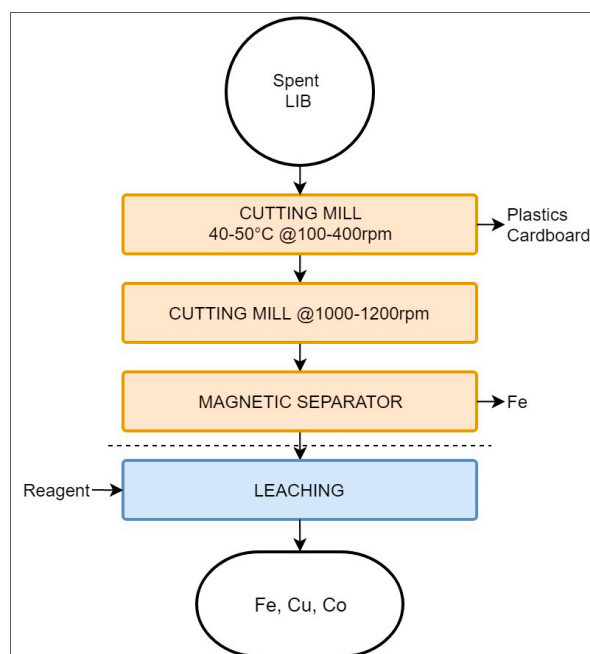 Spent
LIB
CUTTING MILL
40-50°C @100-400rpm
Plastics
Cardboard
CUTTING MILL @1000-1200rpm
MAGNETIC SEPARATOR
Fe
Reagent
LEACHING
Fe, Cu, Co